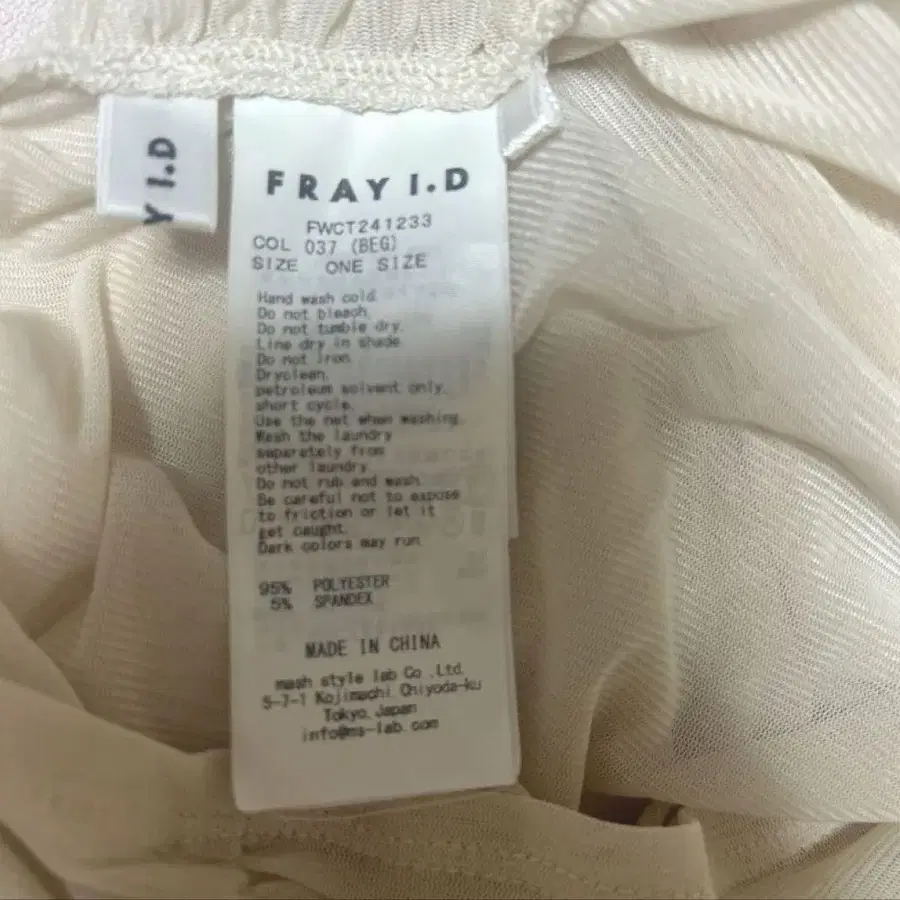 Y I.D
FRAY I.D
FWCT241233
COL 037 (BEG)
SIZE ONE SIZE
Hand wash cold.
Do not bleach.
Do not tumble dry.
Line dry in shade.
Do not iron.
Dryclean,
petroleum solvent only,
short cycle.
Use the net when washing.
Wash the laundry
separately from
other laundry.
Do not rub and wash.
Be careful not to expose
to friction or let it
get caught.
Dark colors may run.
95% POLYESTER
5% SPANDEX
MADE IN CHINA
mash style lab Co.,Ltd.
5-7-1 Kojimachi Chiyoda-ku
Tokyo,Japan
info@ms-lab.com